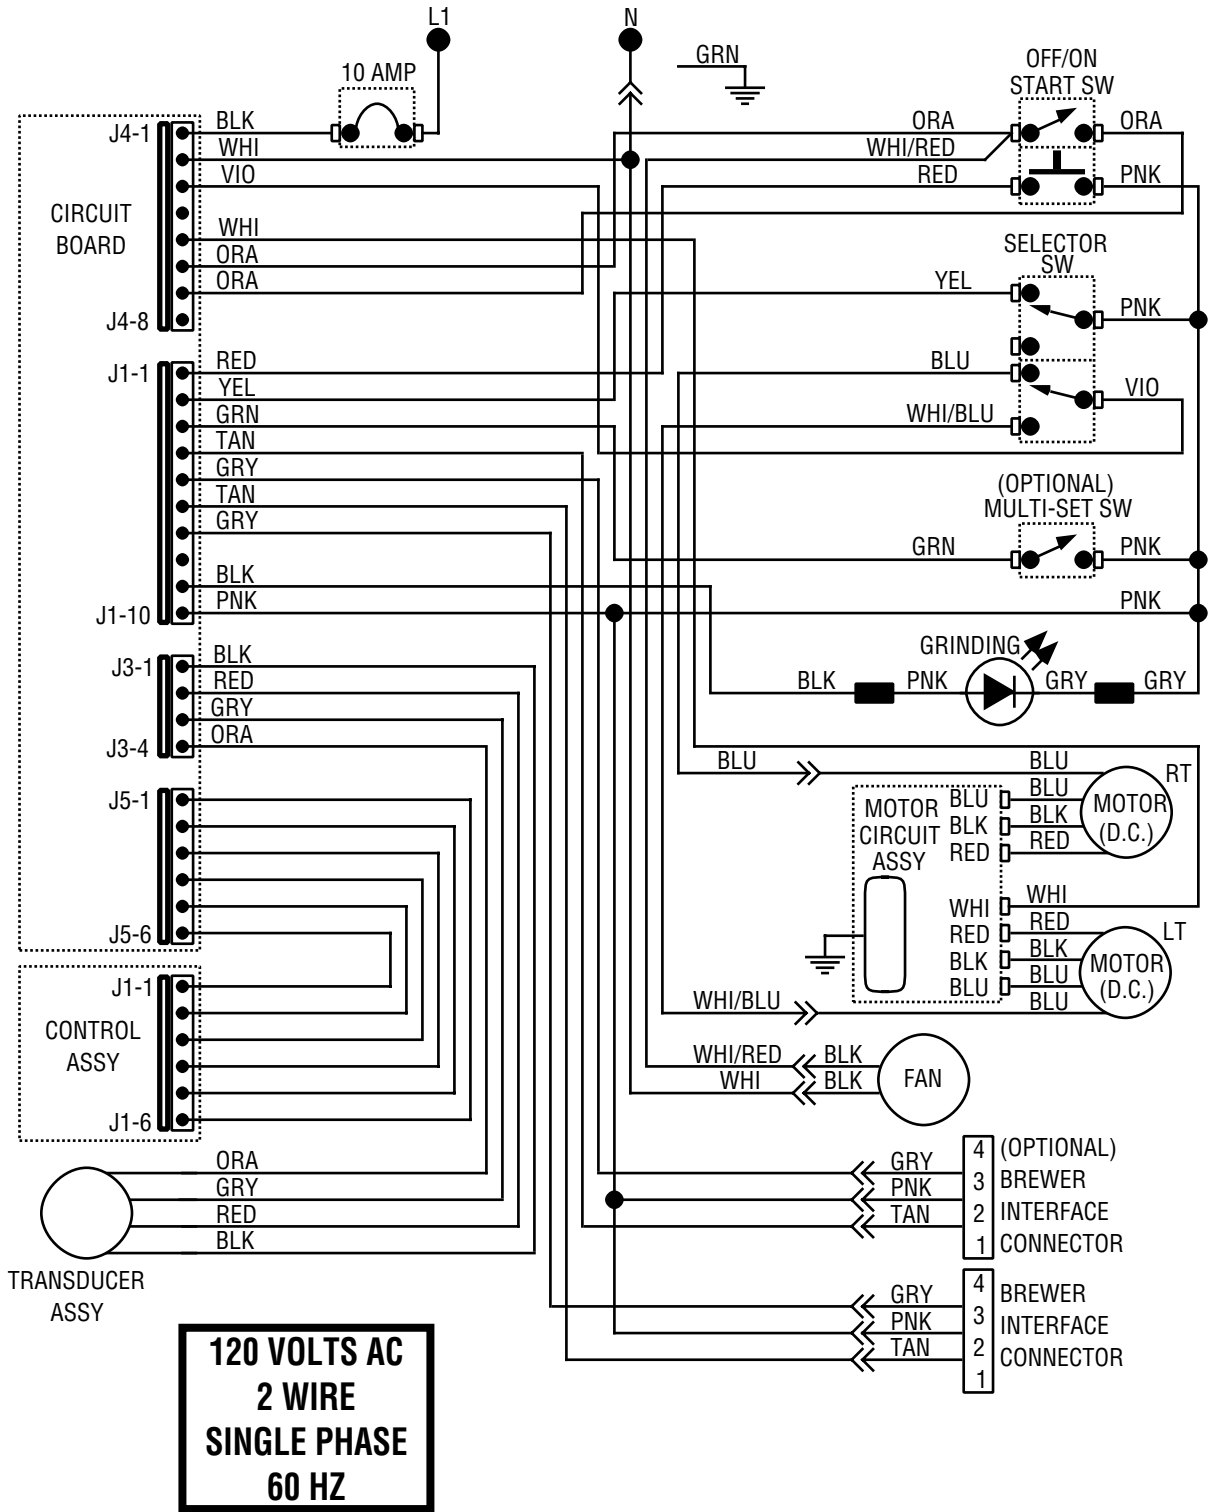 L1
N
GRN
10 AMP
OFF/ON
START SW
J4-1
BLK
WHI
VIO
ORA
WHI/RED
RED
ORA
PNK
CIRCUIT
BOARD
WHI
ORA
ORA
J4-8
SELECTOR
SW
YEL
PNK
BLU
VIO
WHI/BLU
J1-1
RED
YEL
GRN
TAN
GRY
TAN
GRY
BLK
PNK
J1-10
(OPTIONAL)
MULTI-SET SW
GRN
PNK
PNK
GRINDING
BLK
PNK
GRY
GRY
J3-1
BLK
RED
GRY
ORA
J3-4
J5-1
J5-6
BLU
BLU
RT
MOTOR
CIRCUIT
ASSY
BLU
BLK
RED
BLU
BLK
RED
MOTOR
(D.C.)
WHI
RED
BLK
BLU
WHI
RED
BLK
BLU
BLU
LT
MOTOR
(D.C.)
WHI/BLU
J1-1
CONTROL
ASSY
J1-6
WHI/RED
BLK
WHI
BLK
FAN
ORA
GRY
RED
BLK
TRANSDUCER
ASSY
GRY
PNK
TAN
4 (OPTIONAL)
3 BREWER
2 INTERFACE
1 CONNECTOR
GRY
PNK
TAN
4 BREWER
3 INTERFACE
2 CONNECTOR
1
120 VOLTS AC
2 WIRE
SINGLE PHASE
60 HZ